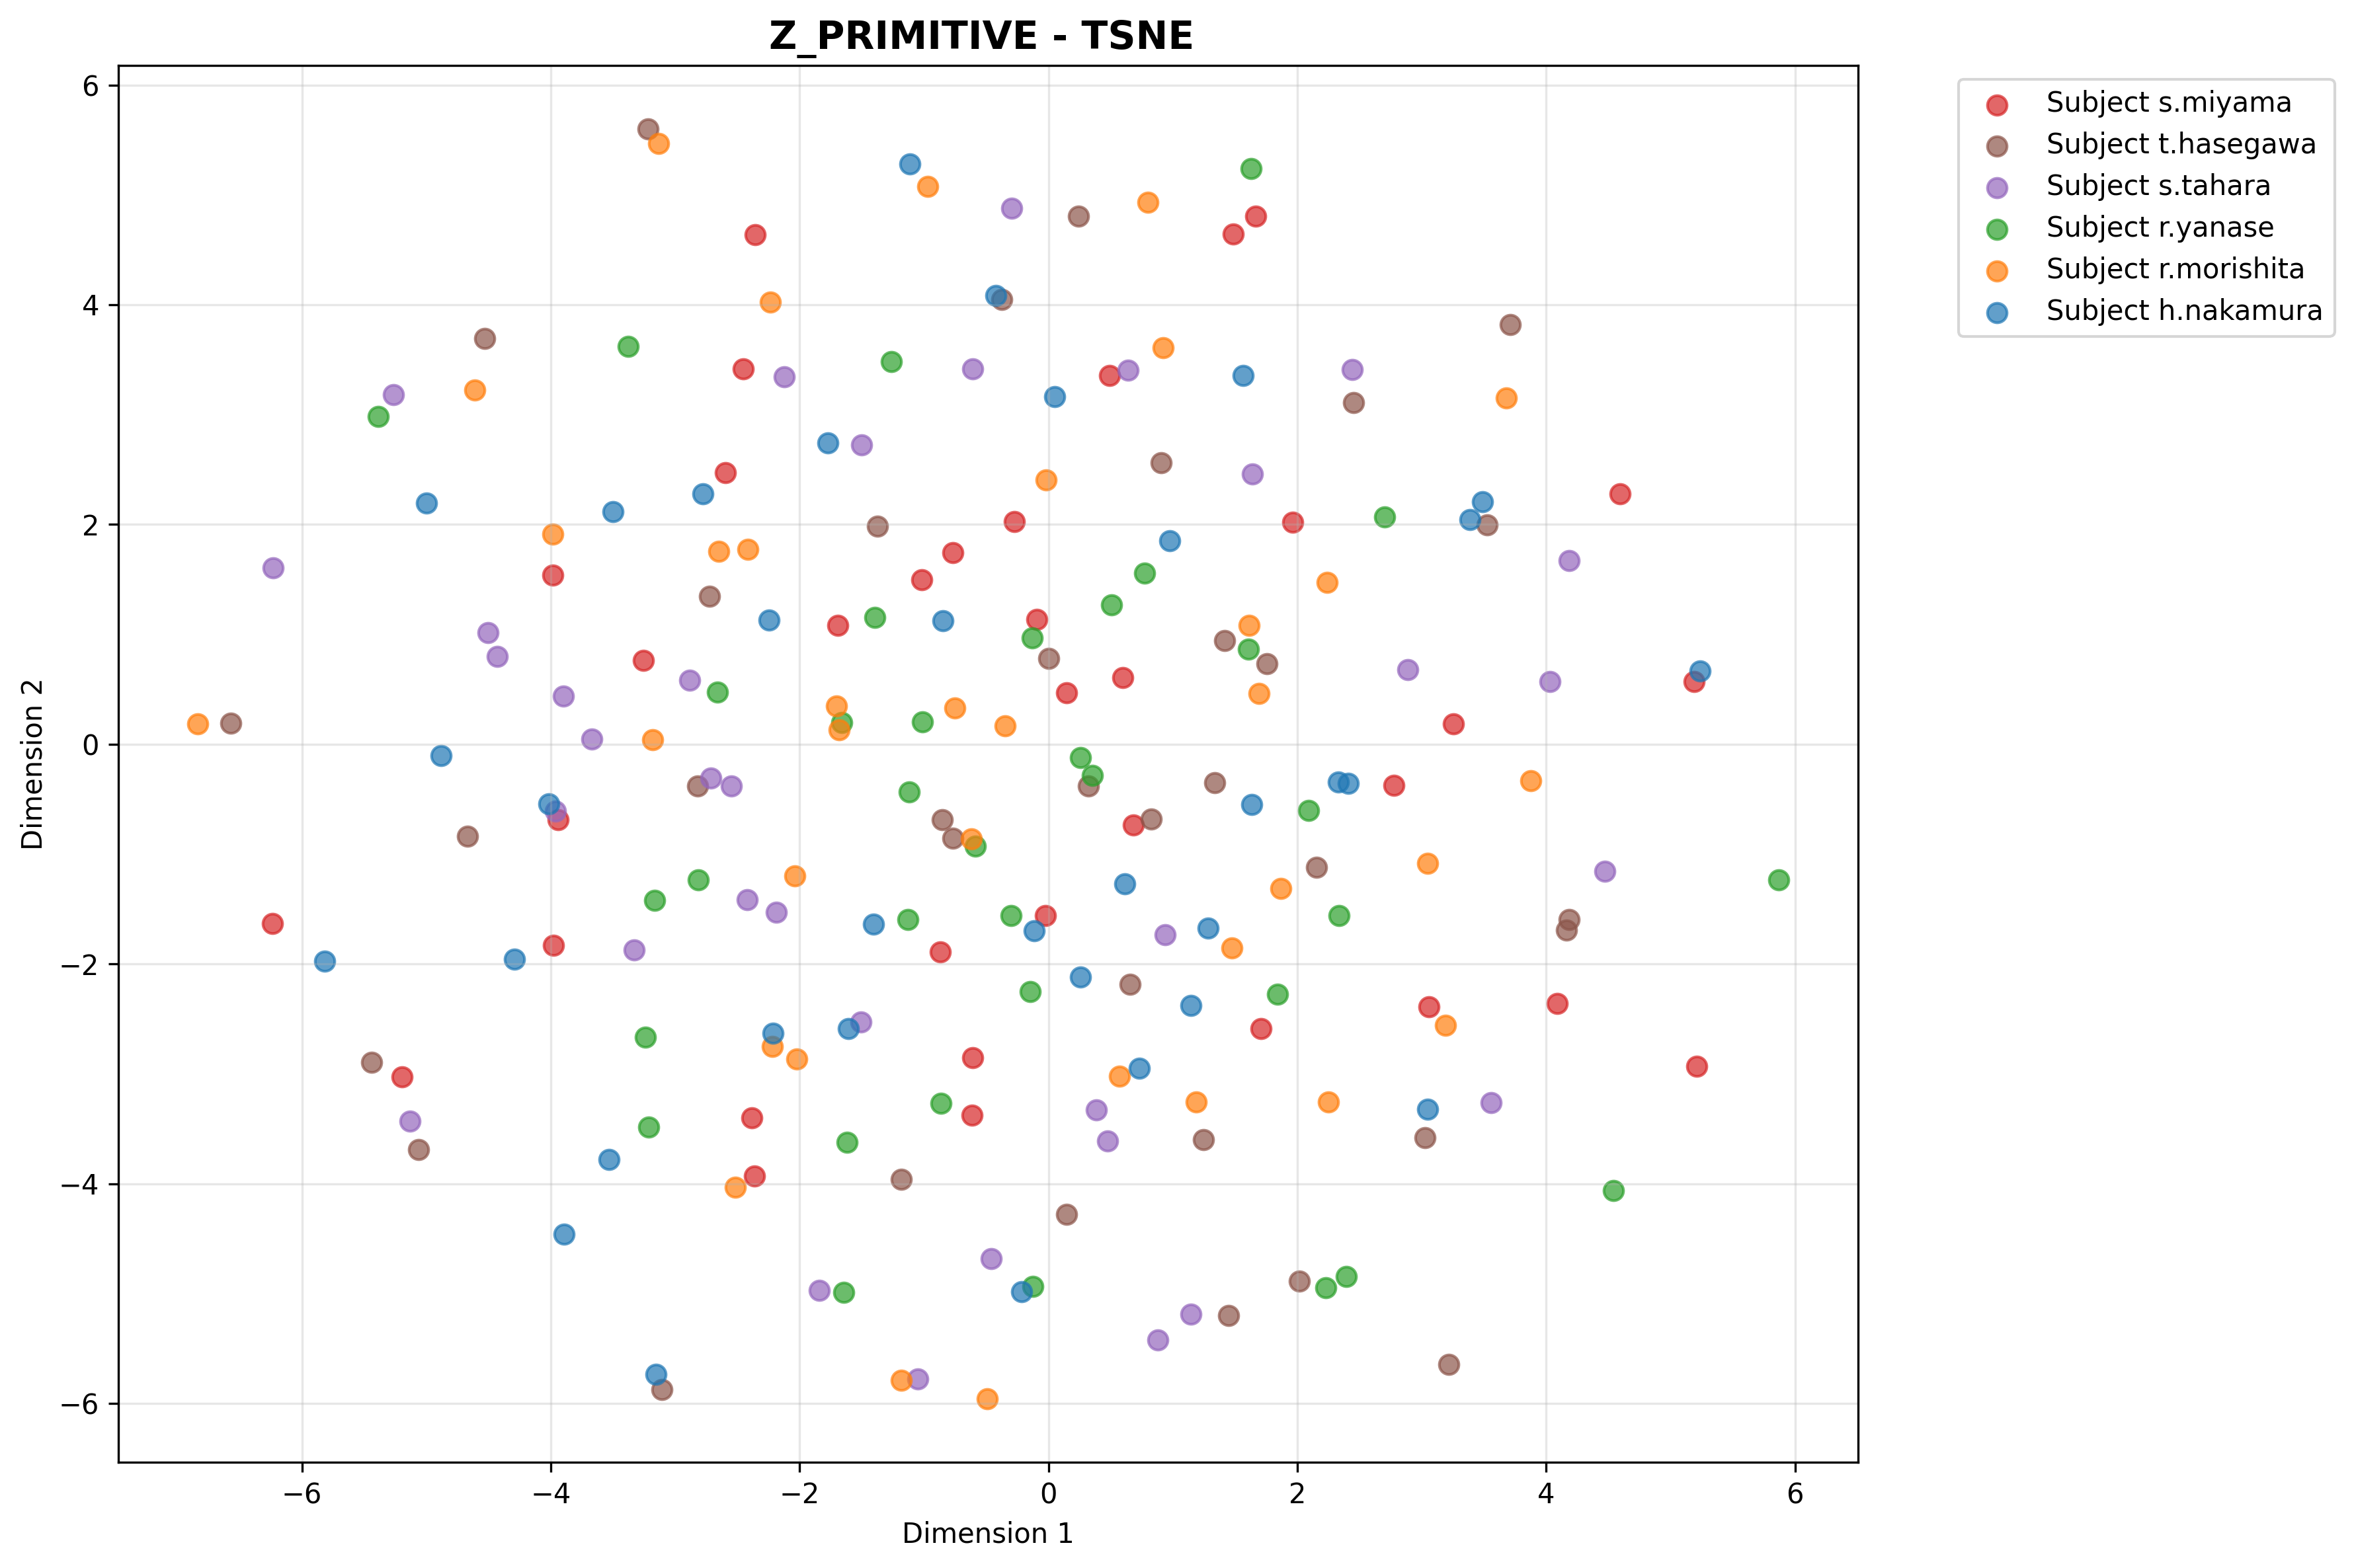 Z_PRIMITIVE - TSNE
Subject s.miyama
Subject t.hasegawa
Subject s.tahara
Subject r.yanase
Subject r.morishita
Subject h.nakamura
6
4
2
0
−2
−4
−6
Dimension 2
−6
−4
−2
0
2
4
6
Dimension 1